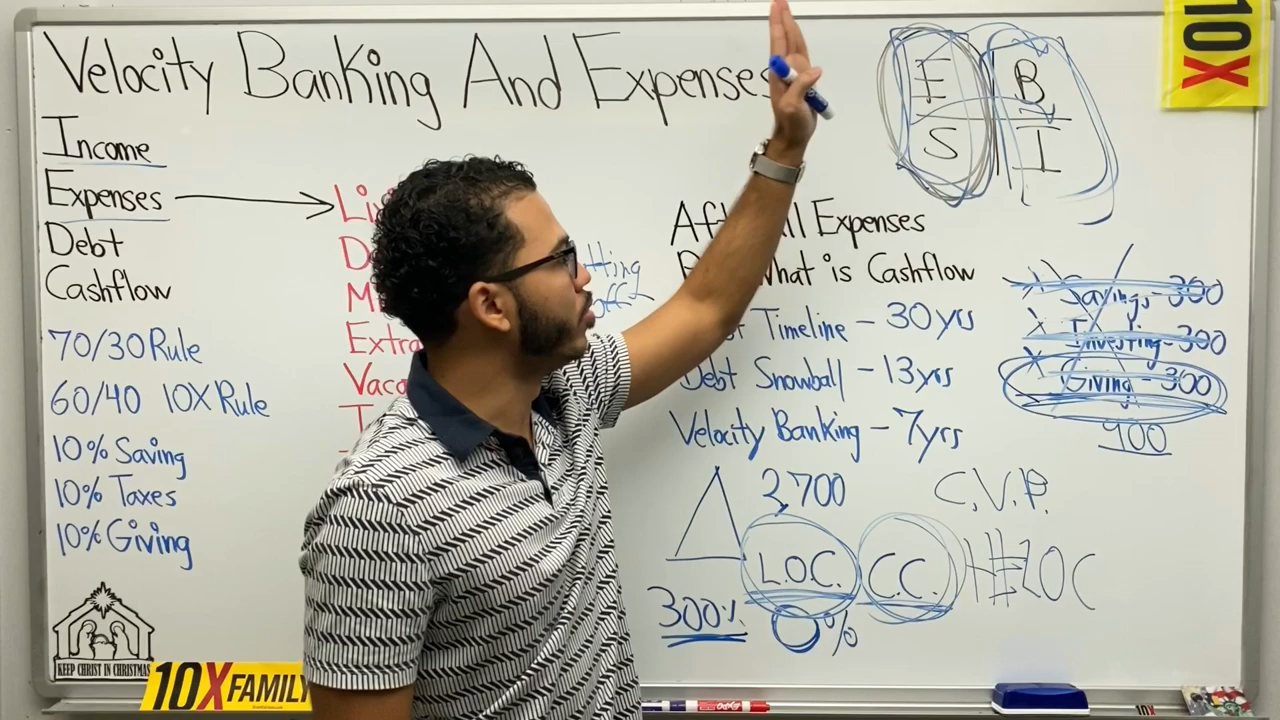 Velocity Banking And Expenses
10X
E B
S I
Income
Expenses
Debt
Cashflow
70/30 Rule
60/40 10X Rule
10% Saving
10% Taxes
10% Giving
Extra
All Expenses
What is Cashflow
Timeline - 30 yrs
Debt Snowball - 13 yrs
Velocity Banking - 7 yrs
Savings - 300
Investing - 300
Giving - 300
900
3,700
C.V.P.
L.O.C. C.C. HELOC
300%
0%
KEEP CHRIST IN CHRISTMAS
10X FAMILY
EXPO
10X